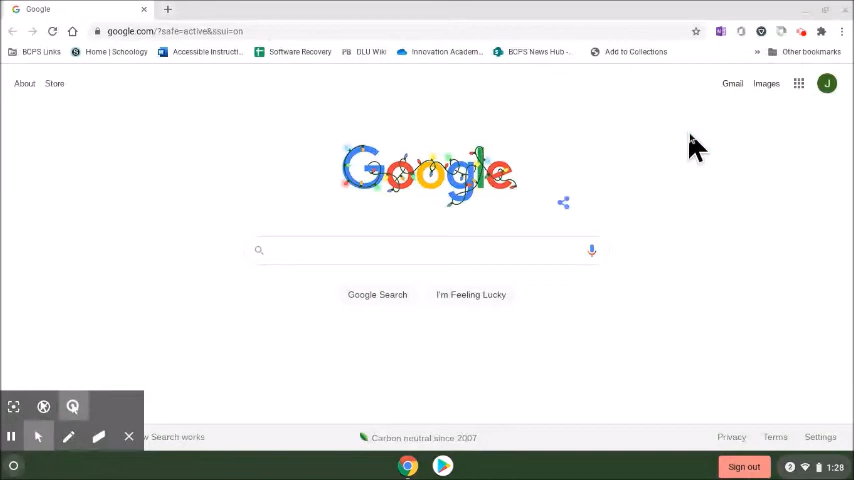 Google
google.com/?safe=active&ssui=on
BCPS Links Home | Schoology Accessible Instructi... Software Recovery PB DLU Wiki Innovation Academ... BCPS News Hub -... Add to Collections » Other bookmarks
About Store Gmail Images J
Google
Google Search I'm Feeling Lucky
w Search works Carbon neutral since 2007 Privacy Terms Settings
Sign out 1:28